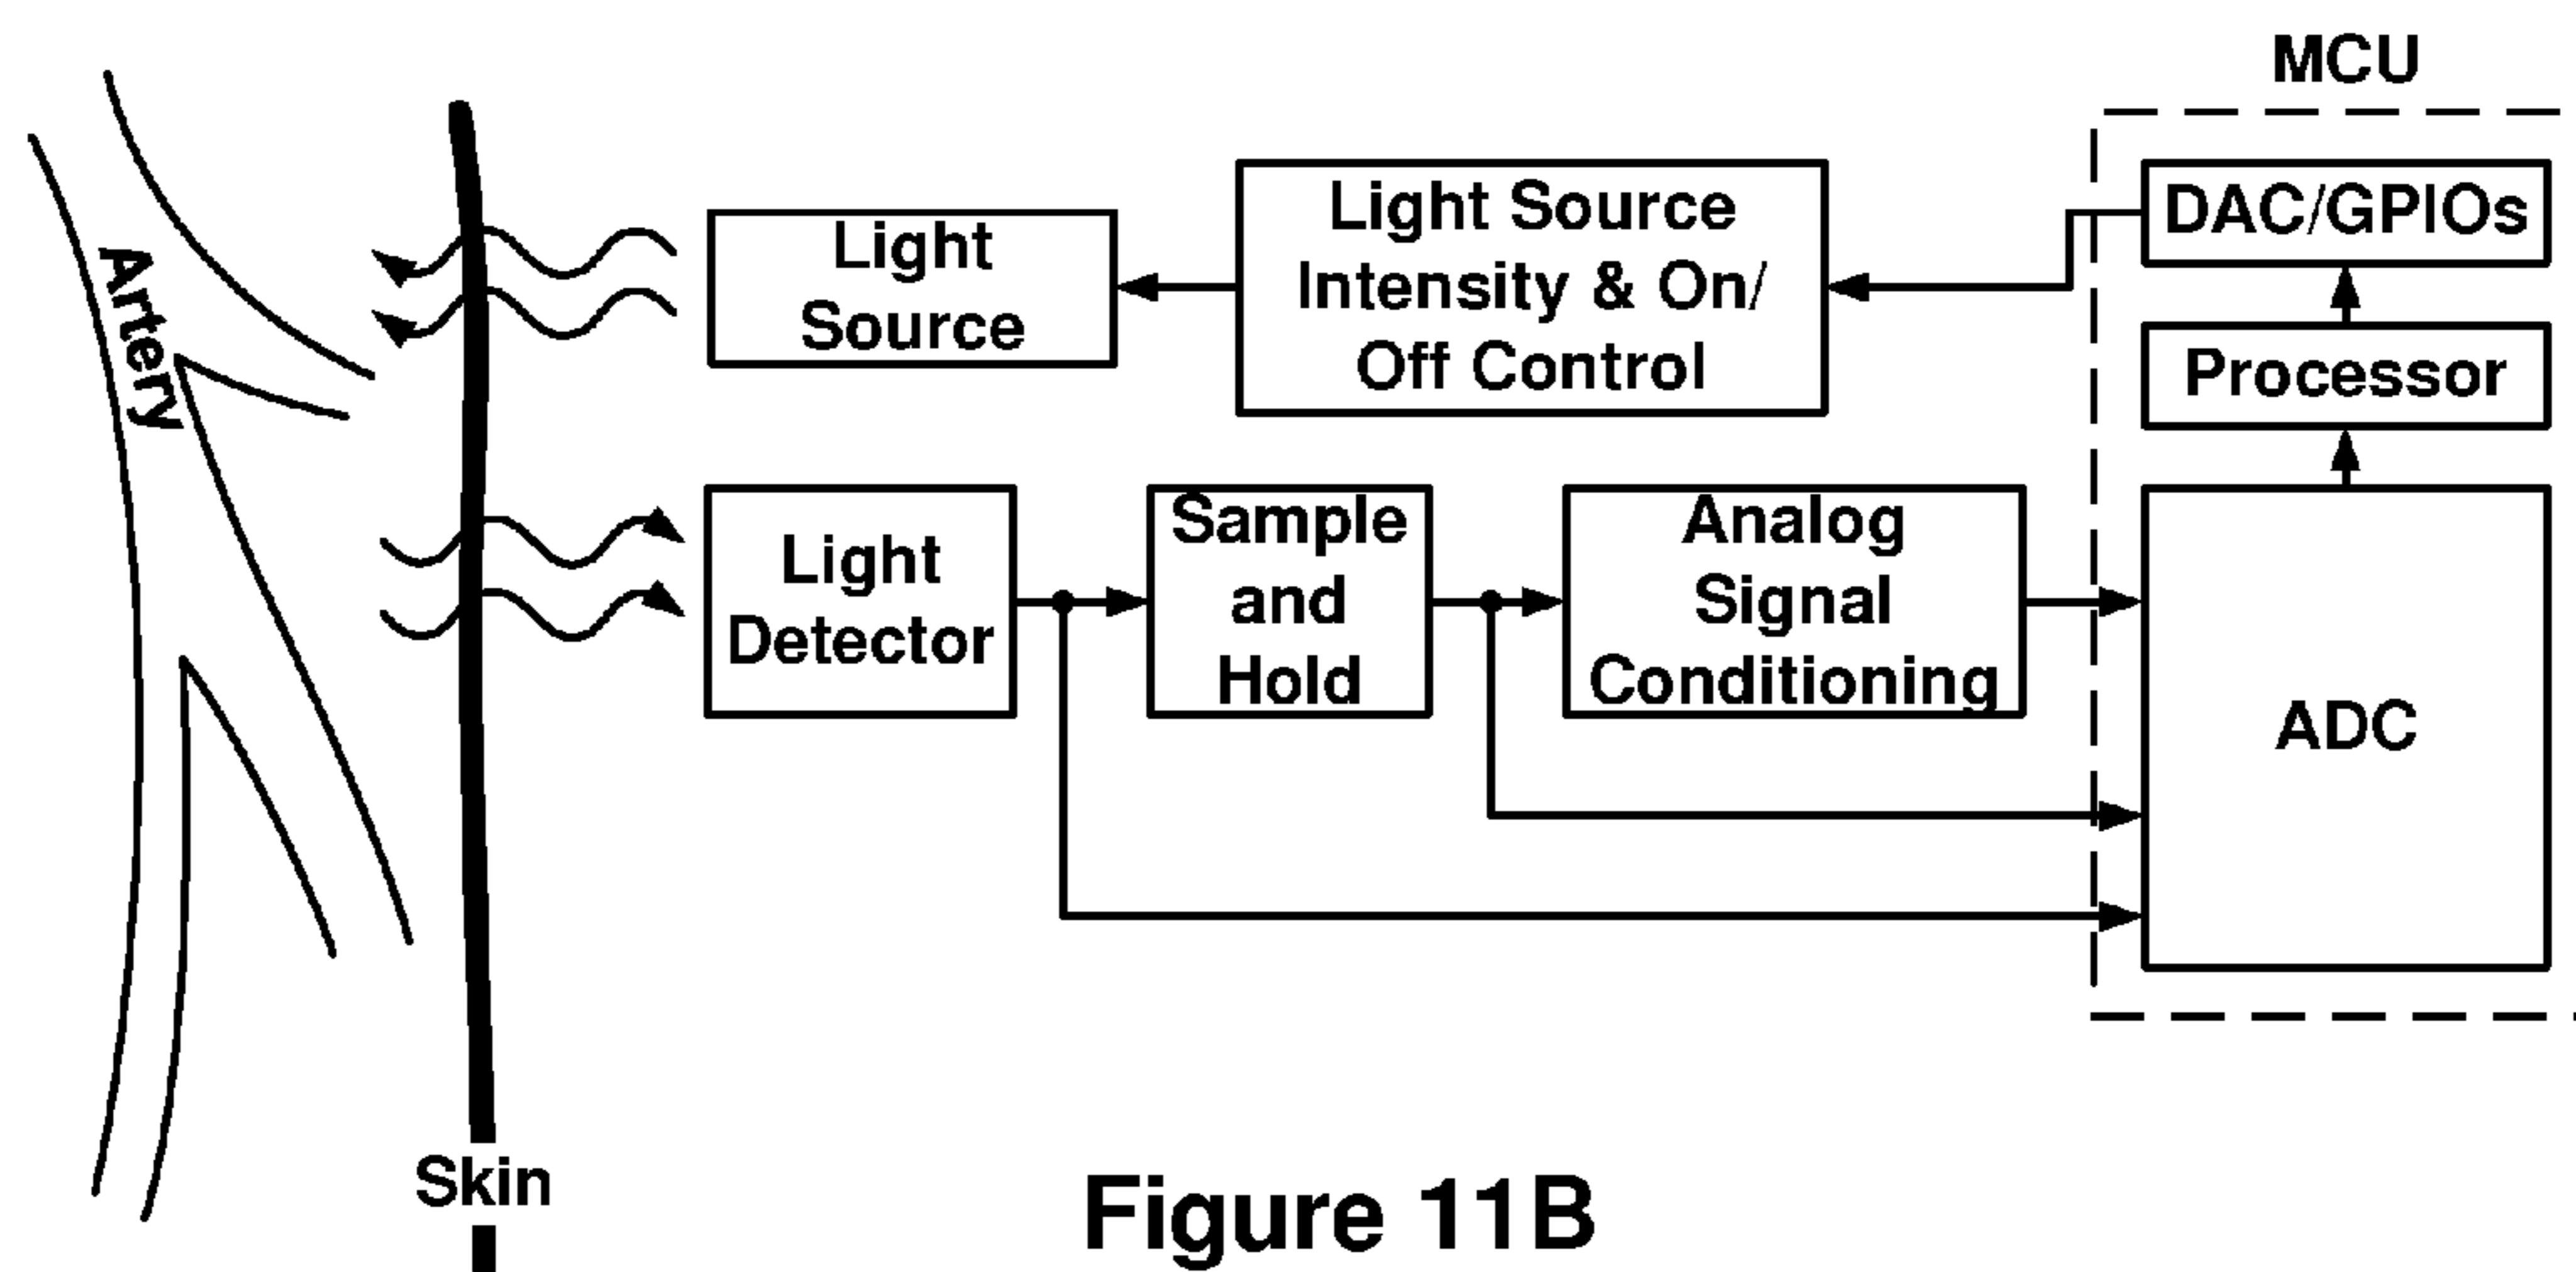 MCU
Artery
Light
Source
Light Source
Intensity & On/
Off Control
DAC/GPIOs
Processor
Light
Detector
Sample
and
Hold
Analog
Signal
Conditioning
ADC
Skin
Figure 11B